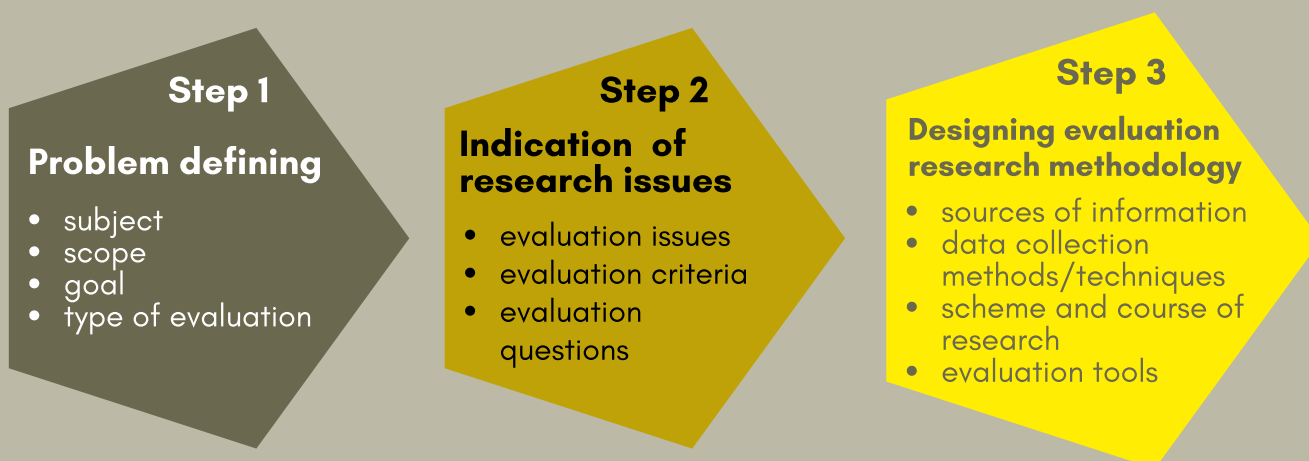 Step 1
Problem defining
• subject
• scope
• goal
• type of evaluation
Step 2
Indication of
research issues
• evaluation issues
• evaluation criteria
• evaluation
questions
Step 3
Designing evaluation
research methodology
• sources of information
• data collection
methods/techniques
• scheme and course of
research
• evaluation tools